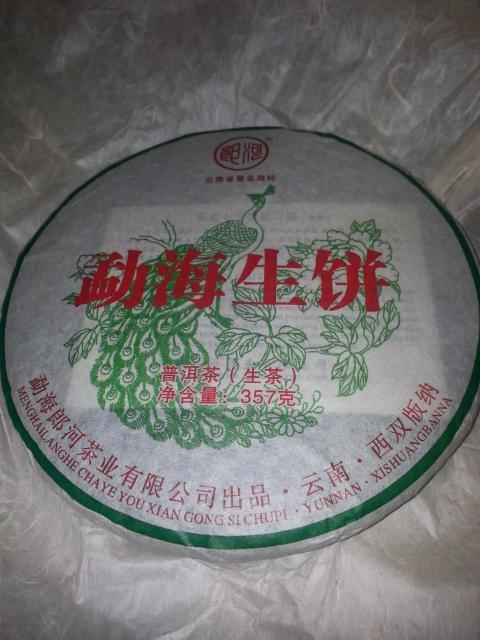 郎河
云南省著名商标
勐海生饼
普洱茶（生茶）
净含量：357克
勐海郎河茶业有限公司出品·云南·西双版纳
MENGHAILANGHE CHAYE YOU XIAN GONG SI CHUPI · YUNNAN · XISHUANGBANNA